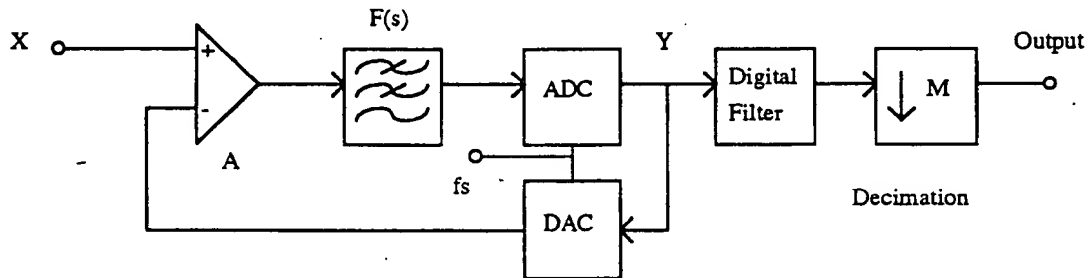 F(s)
X
Y
Output
+
-
ADC
Digital
Filter
M
A
fs
DAC
Decimation